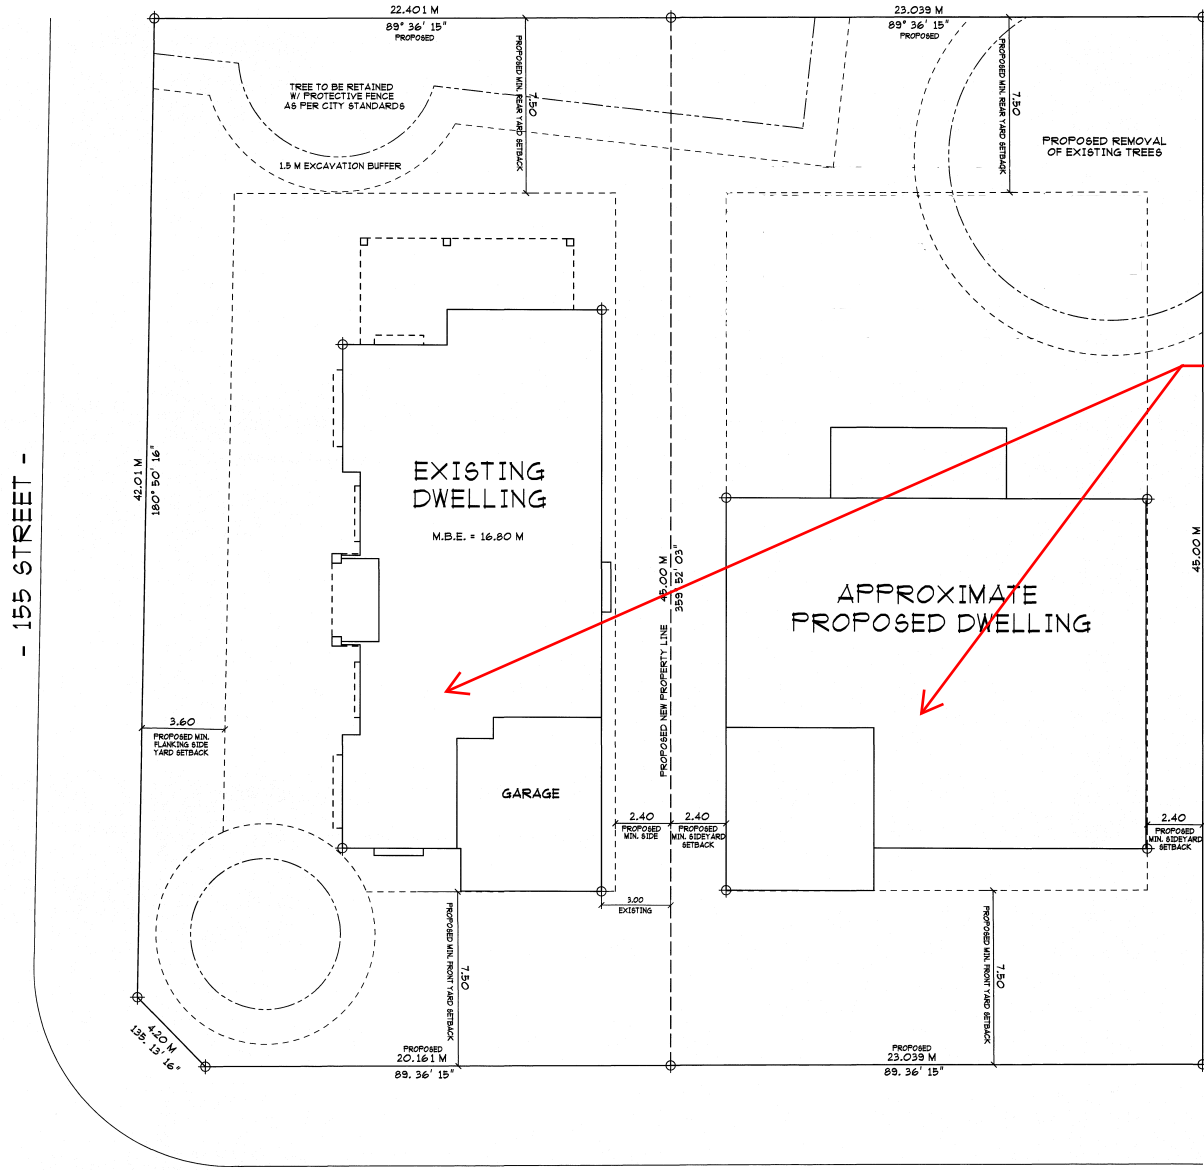 22.401 M
89° 36' 15"
PROPOSED
23.039 M
89° 36' 15"
PROPOSED
TREE TO BE RETAINED
W/ PROTECTIVE FENCE
AS PER CITY STANDARDS
1.5 M EXCAVATION BUFFER
PROPOSED MIN. REAR YARD SETBACK
7.50
PROPOSED MIN. REAR YARD SETBACK
7.50
PROPOSED REMOVAL
OF EXISTING TREES
- 155 STREET -
42.01 M
180° 50' 16"
EXISTING
DWELLING
M.B.E. = 16.80 M
PROPOSED NEW PROPERTY LINE
45.00 M
359° 52' 03"
APPROXIMATE
PROPOSED DWELLING
45.00 M
3.60
PROPOSED MIN.
FLANKING SIDE
YARD SETBACK
GARAGE
2.40
PROPOSED
MIN. SIDE
2.40
PROPOSED
MIN. SIDEYARD
SETBACK
2.40
PROPOSED
MIN. SIDEYARD
SETBACK
3.00
EXISTING
PROPOSED MIN. FRONT YARD SETBACK
7.50
PROPOSED MIN. FRONT YARD SETBACK
7.50
4.20 M
135. 13' 16"
PROPOSED
20.161 M
89. 36' 15"
PROPOSED
23.039 M
89. 36' 15"